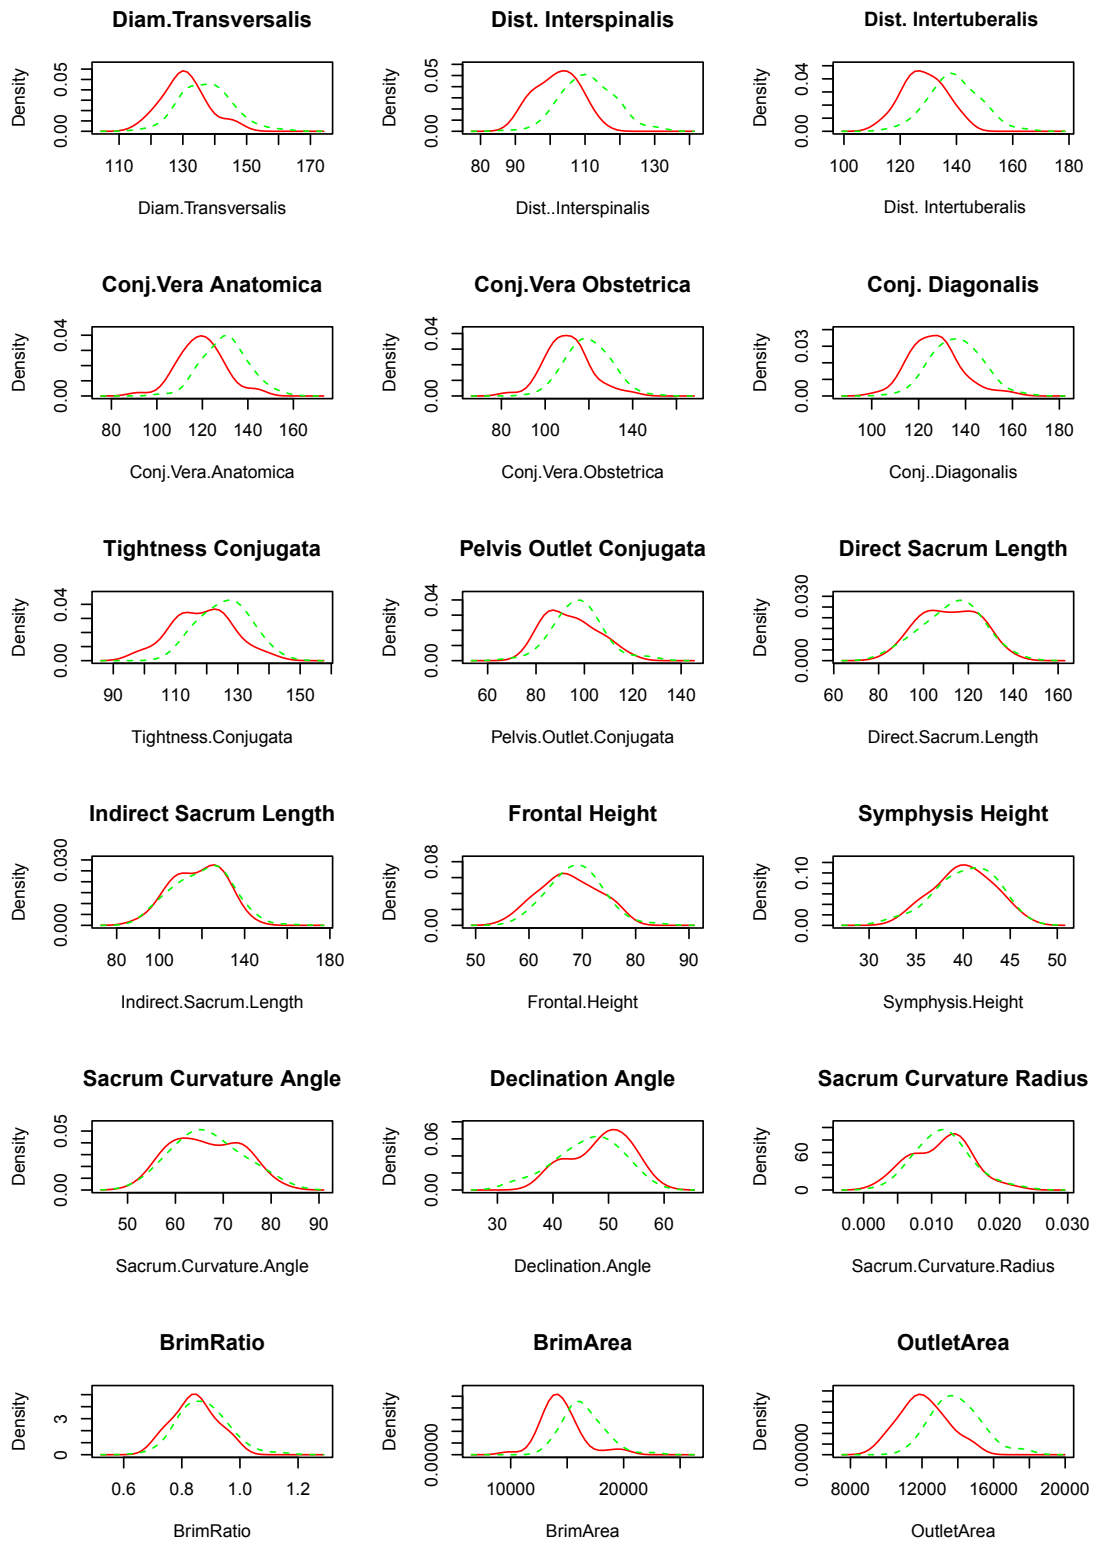 Diam.Transversalis
Dist. Interspinalis
Dist. Intertuberalis
Density
0.00 0.05
110 130 150 170
Diam.Transversalis
Density
0.00 0.05
80 90 110 130
Dist..Interspinalis
Density
0.00 0.04
100 120 140 160 180
Dist. Intertuberalis
Conj.Vera Anatomica
Conj.Vera Obstetrica
Conj. Diagonalis
Density
0.00 0.04
80 100 120 140 160
Conj.Vera.Anatomica
Density
0.00 0.04
80 100 140
Conj.Vera.Obstetrica
Density
0.00 0.03
100 120 140 160 180
Conj..Diagonalis
Tightness Conjugata
Pelvis Outlet Conjugata
Direct Sacrum Length
Density
0.00 0.04
90 110 130 150
Tightness.Conjugata
Density
0.00 0.04
60 80 100 120 140
Pelvis.Outlet.Conjugata
Density
0.000 0.030
60 80 100 120 140 160
Direct.Sacrum.Length
Indirect Sacrum Length
Frontal Height
Symphysis Height
Density
0.000 0.030
80 100 140 180
Indirect.Sacrum.Length
Density
0.00 0.08
50 60 70 80 90
Frontal.Height
Density
0.00 0.10
30 35 40 45 50
Symphysis.Height
Sacrum Curvature Angle
Declination Angle
Sacrum Curvature Radius
Density
0.00 0.05
50 60 70 80 90
Sacrum.Curvature.Angle
Density
0.00 0.06
30 40 50 60
Declination.Angle
Density
0 60
0.000 0.010 0.020 0.030
Sacrum.Curvature.Radius
BrimRatio
BrimArea
OutletArea
Density
0 3
0.6 0.8 1.0 1.2
BrimRatio
Density
0.00000
10000 20000
BrimArea
Density
0.00000
8000 12000 16000 20000
OutletArea